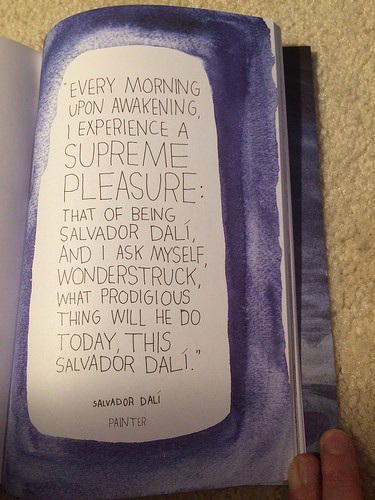 "EVERY MORNING
UPON AWAKENING,
I EXPERIENCE A
SUPREME
PLEASURE:
THAT OF BEING
SALVADOR DALÍ,
AND I ASK MYSELF,
WONDERSTRUCK,
WHAT PRODIGIOUS
THING WILL HE DO
TODAY, THIS
SALVADOR DALÍ."
SALVADOR DALÍ
PAINTER